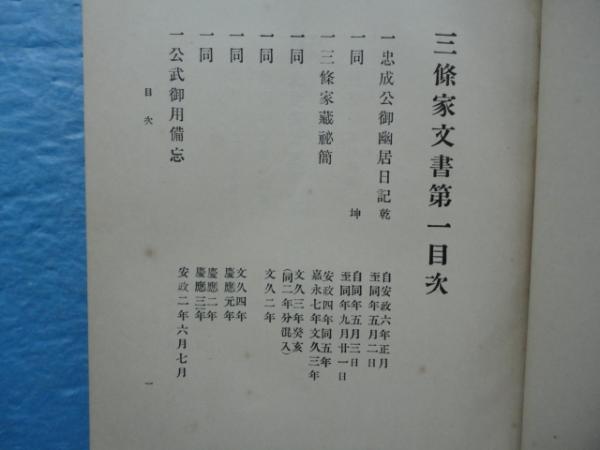 三條家文書第一目次
一忠成公御幽居日記乾
自安政六年正月
至同年五月二日
一同 坤
自同年五月三日
至同年九月廿一日
一三條家藏祕簡
安政四年同五年
嘉永七年文久三年
一同
文久三年癸亥
(同二年分混入)
一同
文久二年
一同
文久四年
慶應元年
一同
慶應二年
慶應三年
一公武御用備忘
安政二年六月七月
目次
一